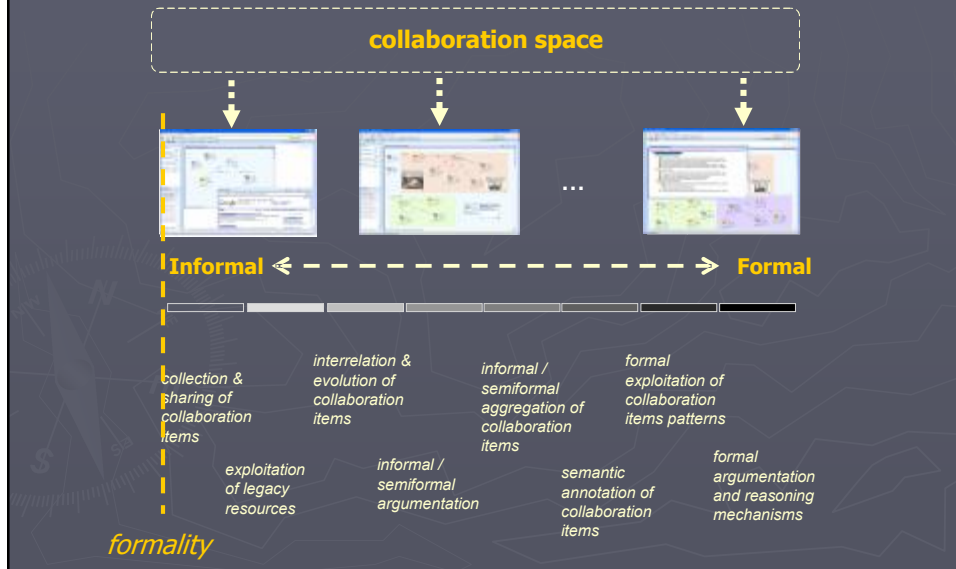 collaboration space
...
Informal
Formal
collection &
sharing of
collaboration
items
interrelation &
evolution of
collaboration
items
informal /
semiformal
aggregation of
collaboration
items
formal
exploitation of
collaboration
items patterns
exploitation
of legacy
resources
informal /
semiformal
argumentation
semantic
annotation of
collaboration
items
formal
argumentation
and reasoning
mechanisms
formality
N
S